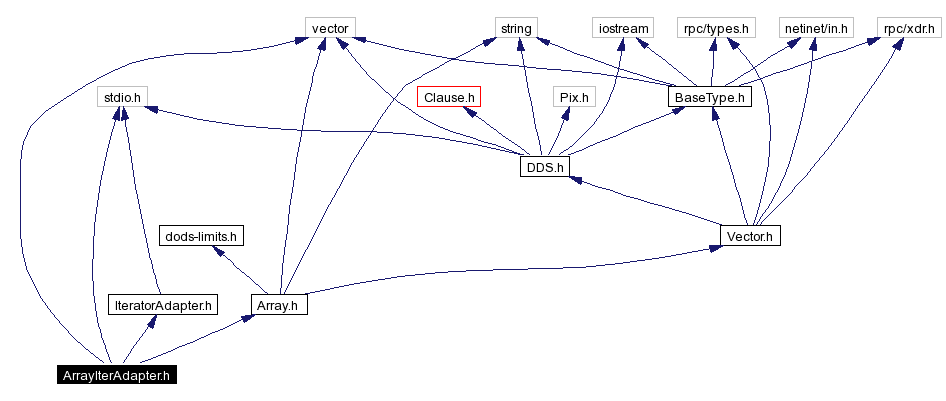 vector
string
iostream
rpc/types.h
netinet/in.h
rpc/xdr.h
stdio.h
Clause.h
Pix.h
BaseType.h
DDS.h
dods-limits.h
Vector.h
IteratorAdapter.h
Array.h
ArrayIterAdapter.h